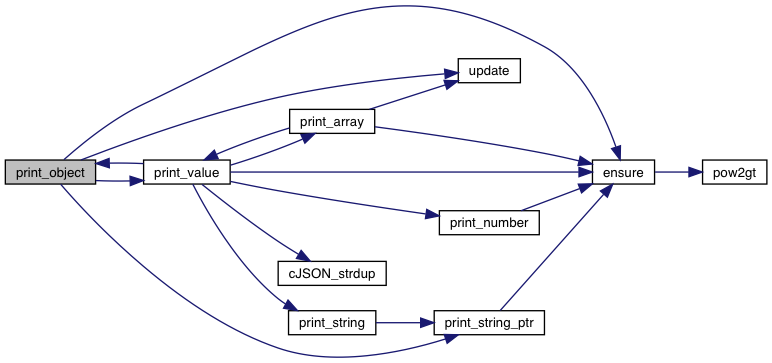 update
print_array
print_object
print_value
ensure
pow2gt
print_number
cJSON_strdup
print_string
print_string_ptr